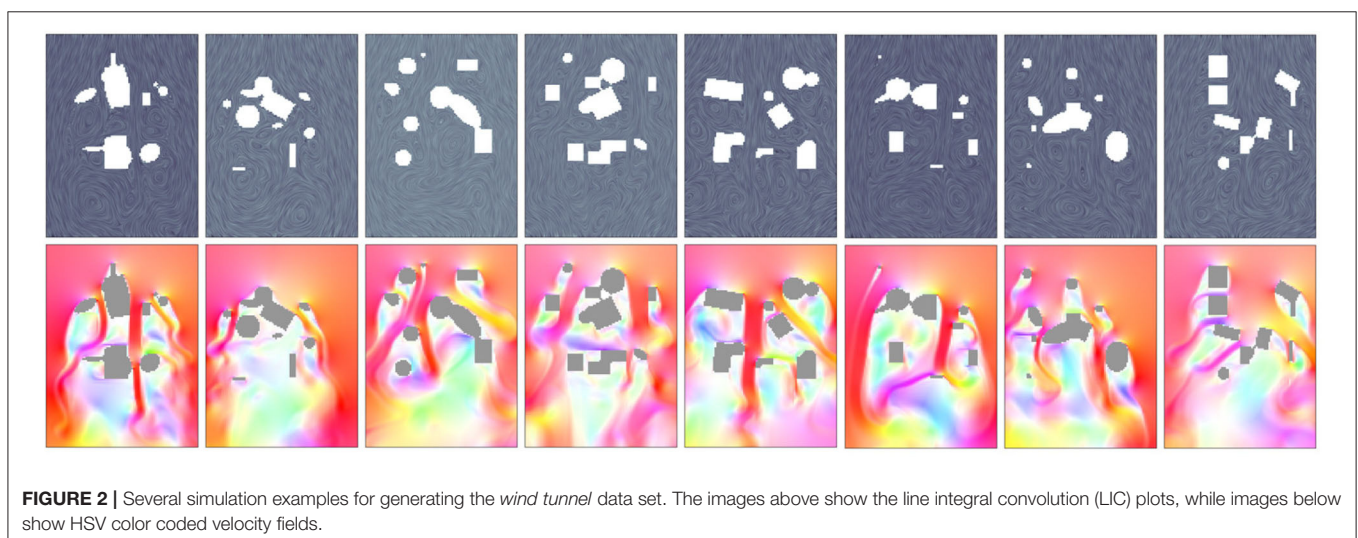 FIGURE 2 | Several simulation examples for generating the wind tunnel data set. The images above show the line integral convolution (LIC) plots, while images below
show HSV color coded velocity fields.